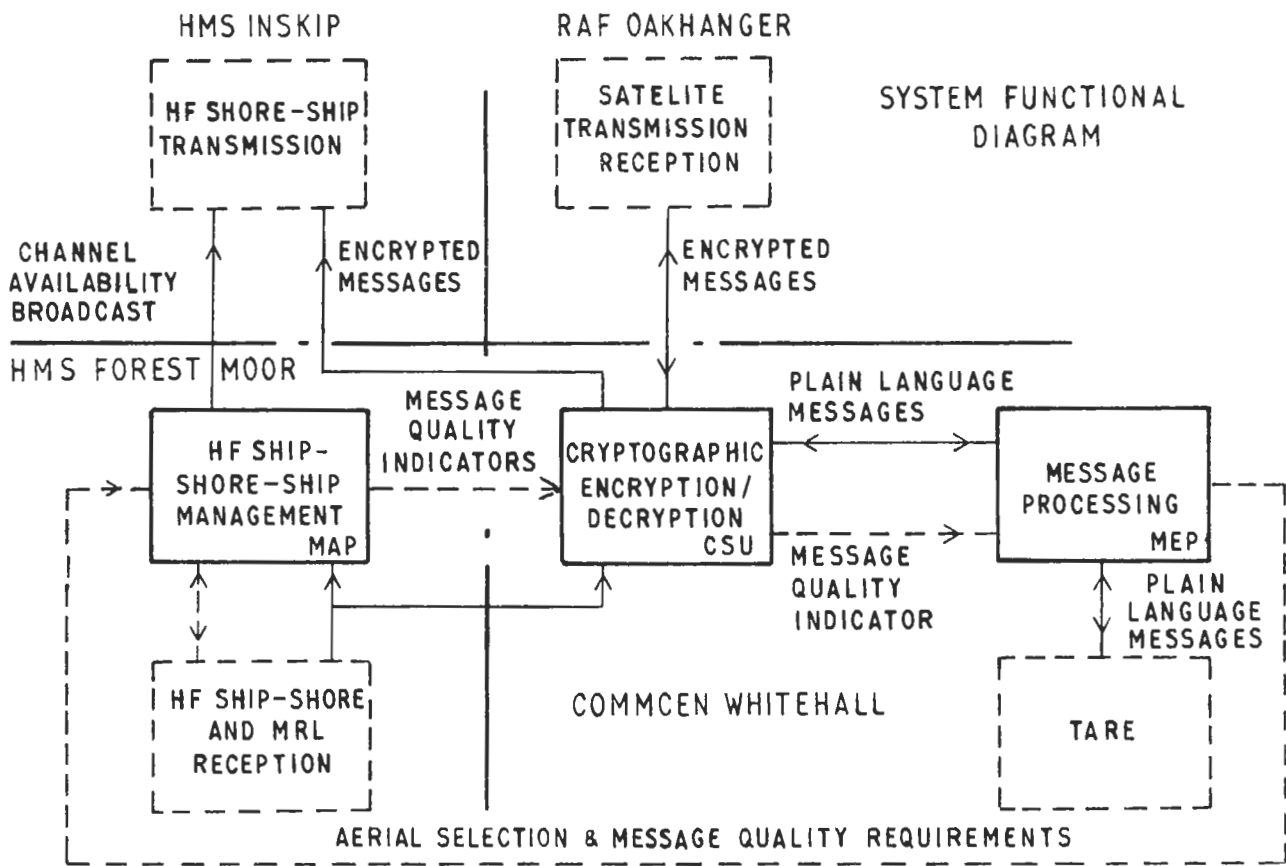 HMS INSKIP
RAF OAKHANGER
SYSTEM FUNCTIONAL
DIAGRAM
HF SHORE-SHIP
TRANSMISSION
SATELITE
TRANSMISSION
RECEPTION
CHANNEL
AVAILABILITY
BROADCAST
ENCRYPTED
MESSAGES
ENCRYPTED
MESSAGES
HMS FOREST MOOR
HF SHIP-
SHORE-SHIP
MANAGEMENT
MAP
MESSAGE
QUALITY
INDICATORS
CRYPTOGRAPHIC
ENCRYPTION/
DECRYPTION
CSU
PLAIN LANGUAGE
MESSAGES
MESSAGE
PROCESSING
MEP
MESSAGE
QUALITY
INDICATOR
PLAIN
LANGUAGE
MESSAGES
HF SHIP-SHORE
AND MRL
RECEPTION
COMMCEN WHITEHALL
TARE
AERIAL SELECTION & MESSAGE QUALITY REQUIREMENTS